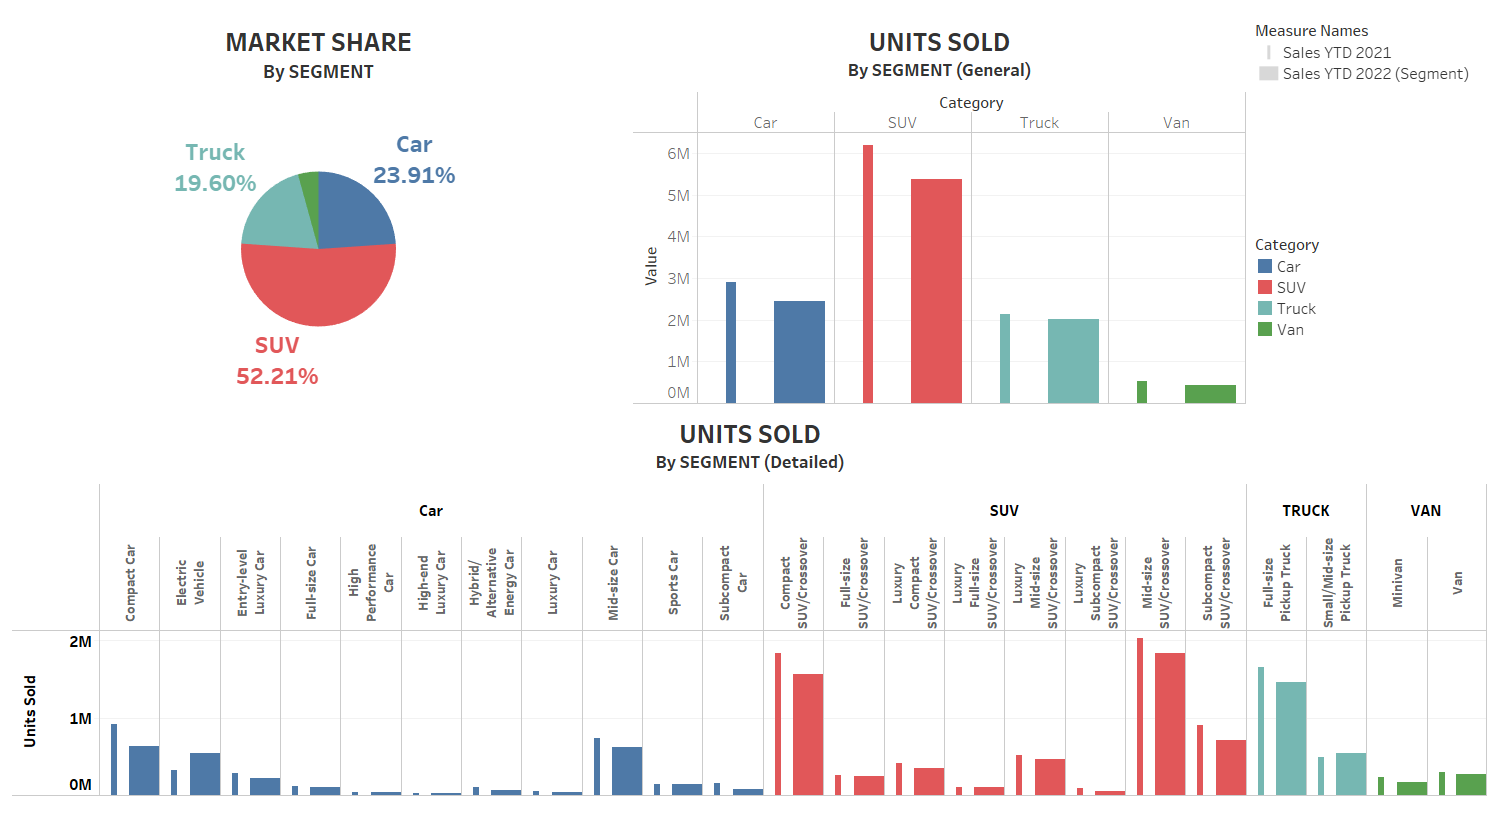 MARKET SHARE
By SEGMENT
Truck
19.60%
Car
23.91%
SUV
52.21%
UNITS SOLD
By SEGMENT (General)
Category
Car
SUV
Truck
Van
Value
6M
5M
4M
3M
2M
1M
0M
Measure Names
Sales YTD 2021
Sales YTD 2022 (Segment)
Category
Car
SUV
Truck
Van
UNITS SOLD
By SEGMENT (Detailed)
Car
SUV
TRUCK
VAN
Compact Car
Electric
Vehicle
Entry-level
Luxury Car
Full-size Car
High
Performance
Car
High-end
Luxury Car
Hybrid/
Alternative
Energy Car
Luxury Car
Mid-size Car
Sports Car
Subcompact
Car
Compact
SUV/Crossover
Full-size
SUV/Crossover
Luxury
Compact
SUV/Crossover
Luxury
Full-size
SUV/Crossover
Luxury
Mid-size
SUV/Crossover
Luxury
Subcompact
SUV/Crossover
Mid-size
SUV/Crossover
Subcompact
SUV/Crossover
Full-size
Pickup Truck
Small/Mid-size
Pickup Truck
Minivan
Van
Units Sold
2M
1M
0M